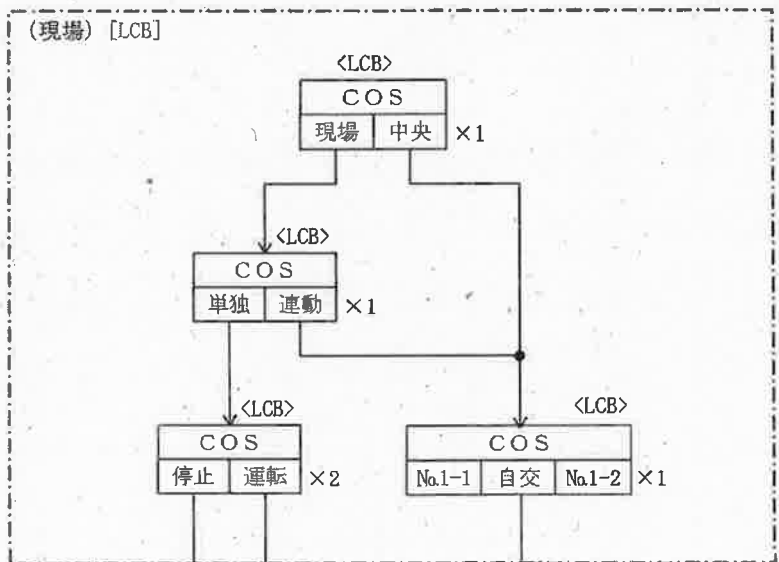 (現場) [LCB]
<LCB>
COS
現場 中央 ×1
<LCB>
COS
単独 連動 ×1
<LCB> <LCB>
COS COS
停止 運転 ×2 No.1-1 自交 No.1-2 ×1